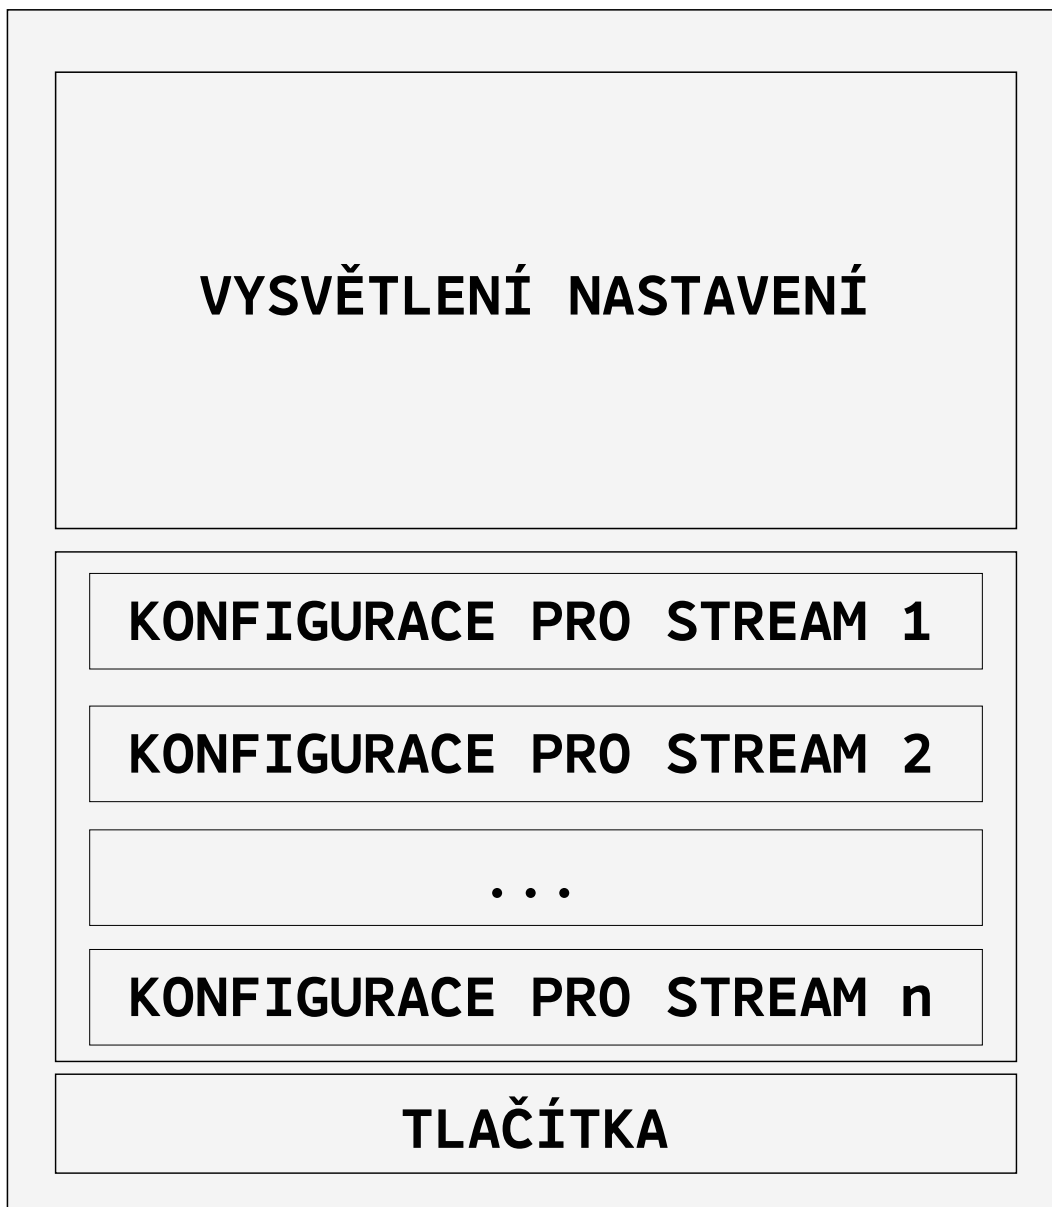 VYSVĚTLENÍ NASTAVENÍ
KONFIGURACE PRO STREAM 1
KONFIGURACE PRO STREAM 2
...
KONFIGURACE PRO STREAM n
TLAČÍTKA